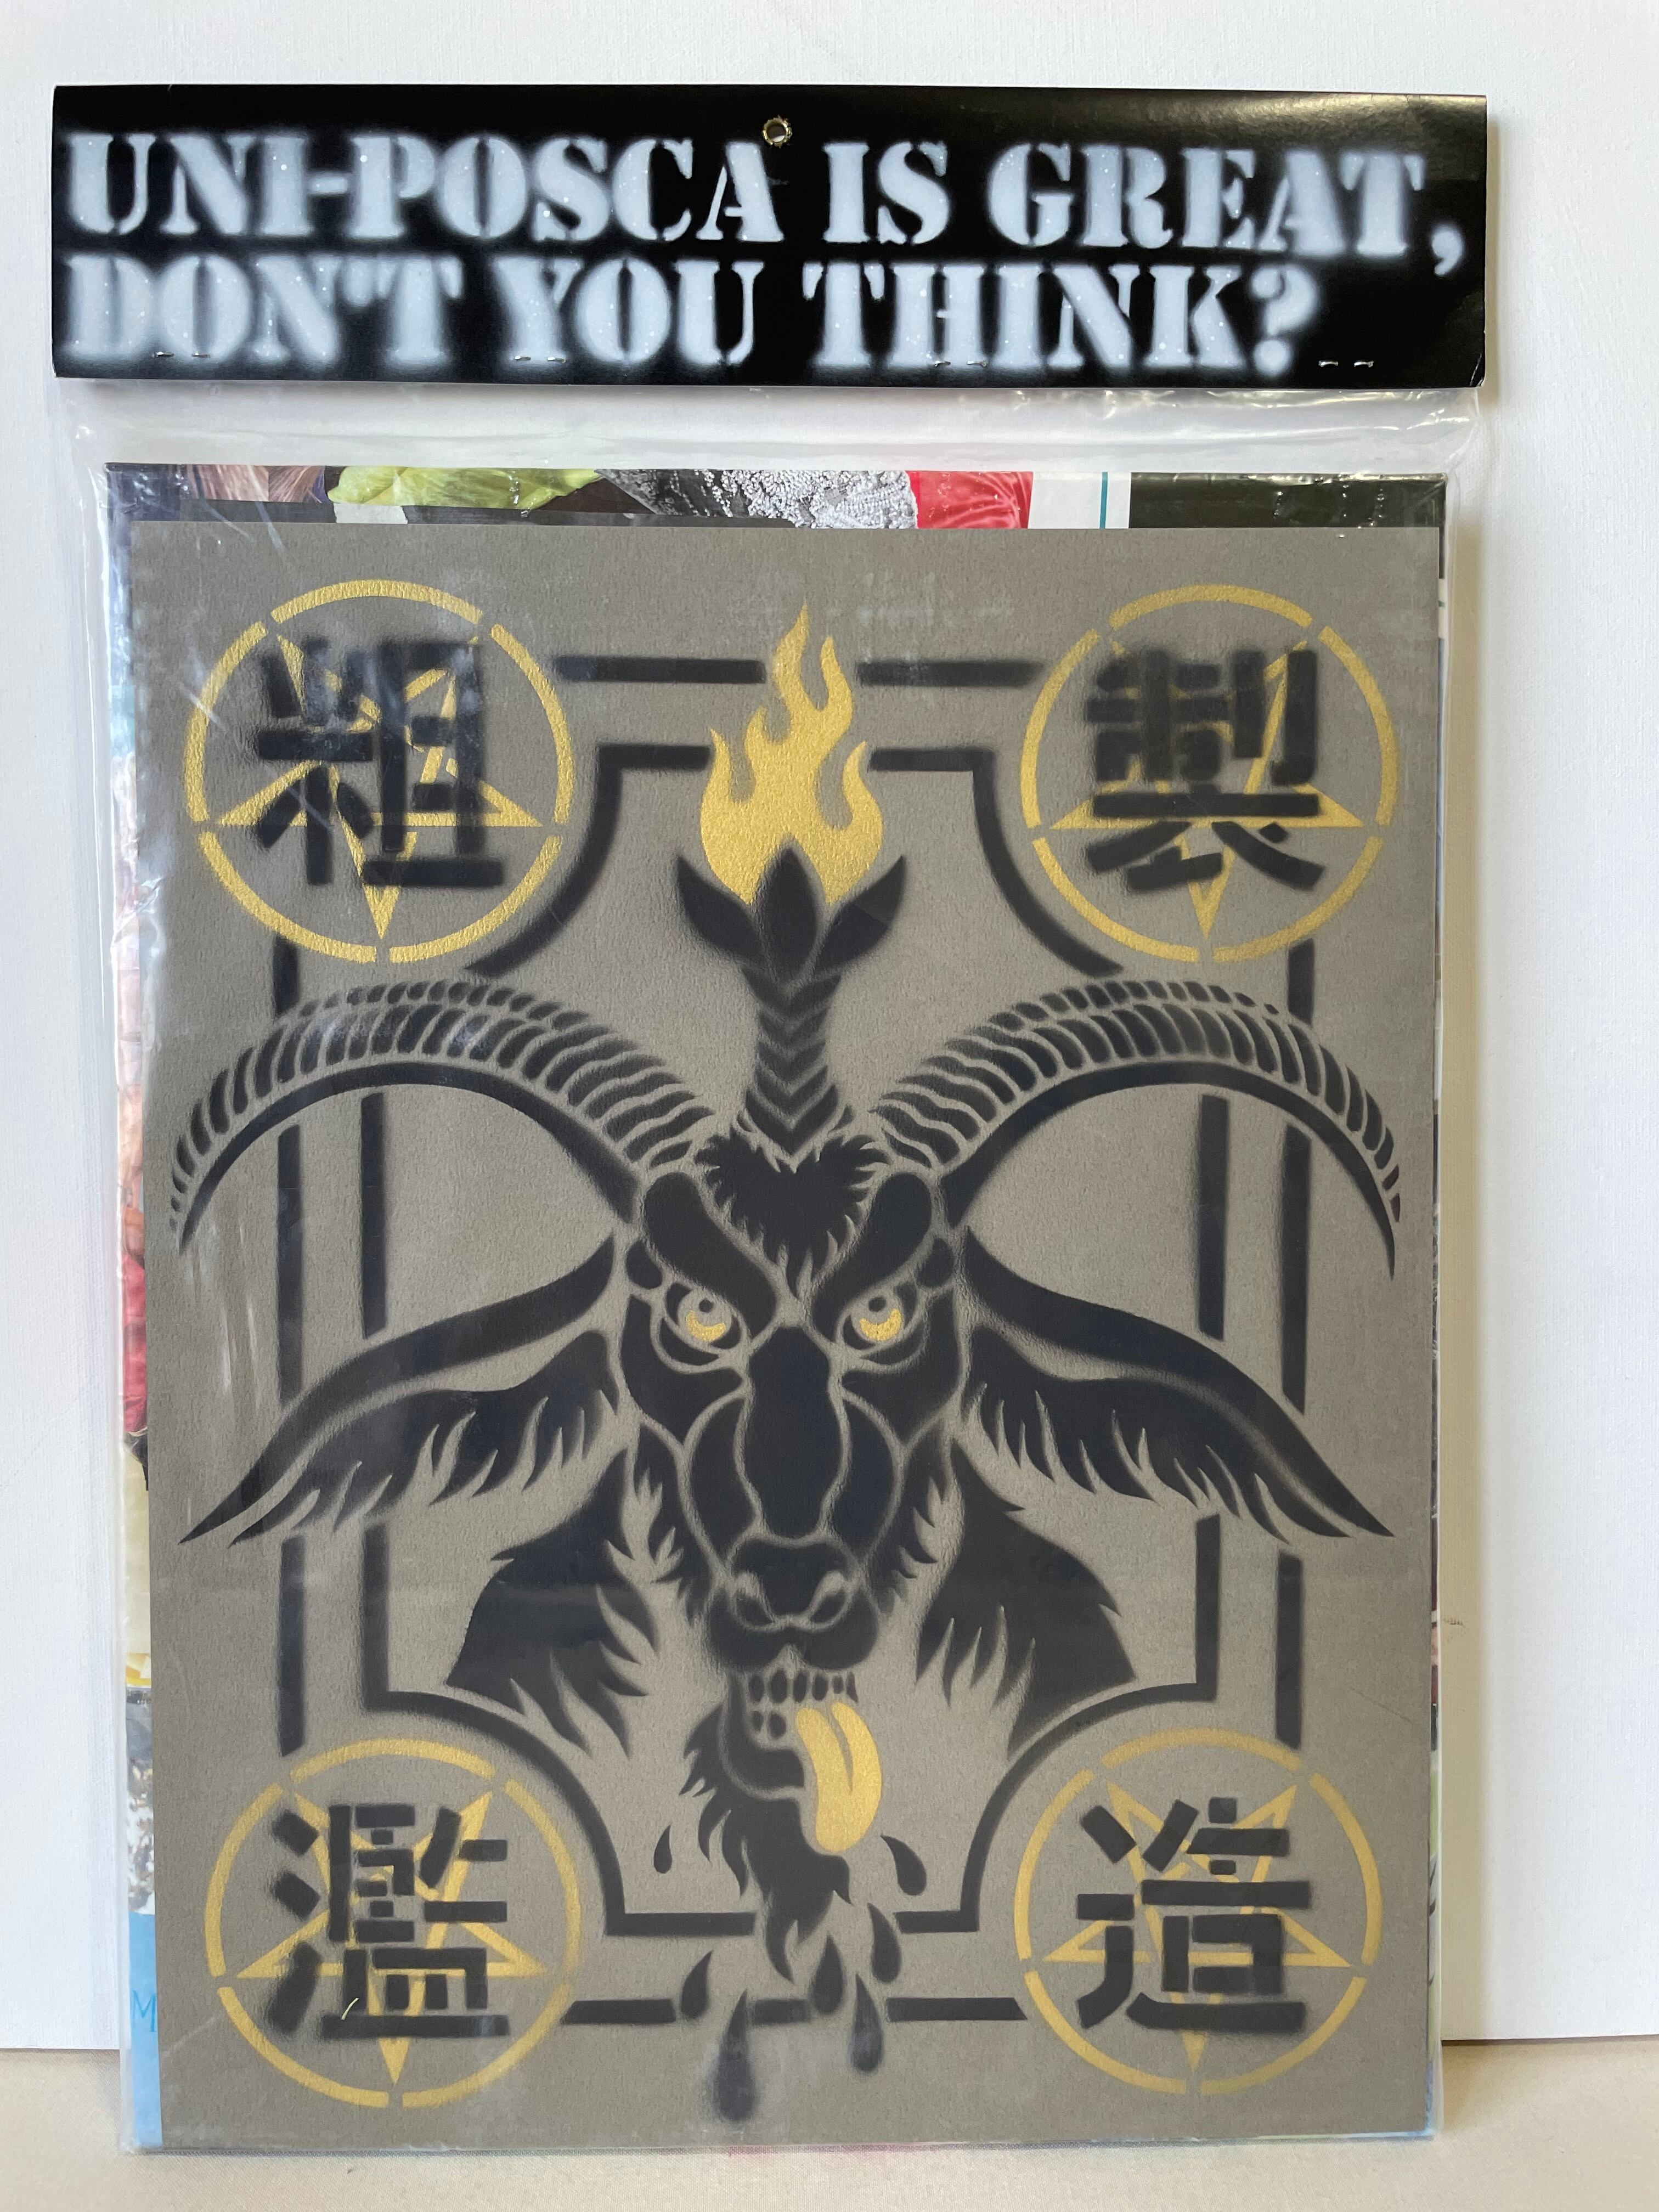 UNI-POSCA IS GREAT,
DON'T YOU THINK?
粗製
濫造
M